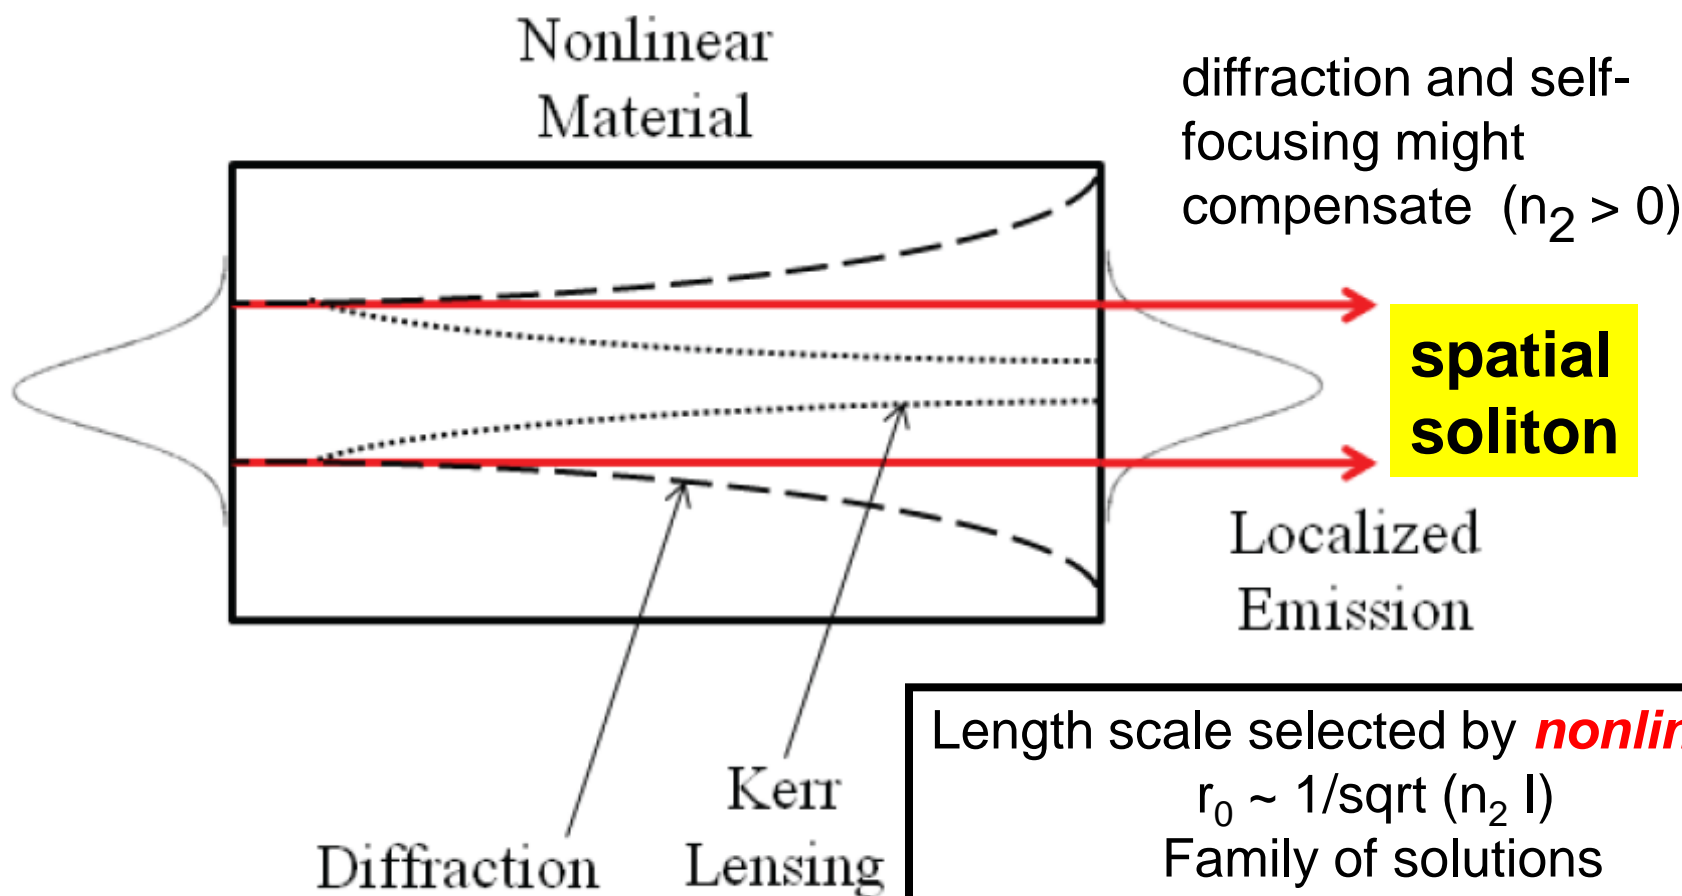 Nonlinear
Material
diffraction and self-
focusing might
compensate (n2 > 0)
spatial
soliton
Localized
Emission
Kerr
Lensing
Diffraction
Length scale selected by
r0 ~ 1/sqrt (n2 I)
Family of solutions